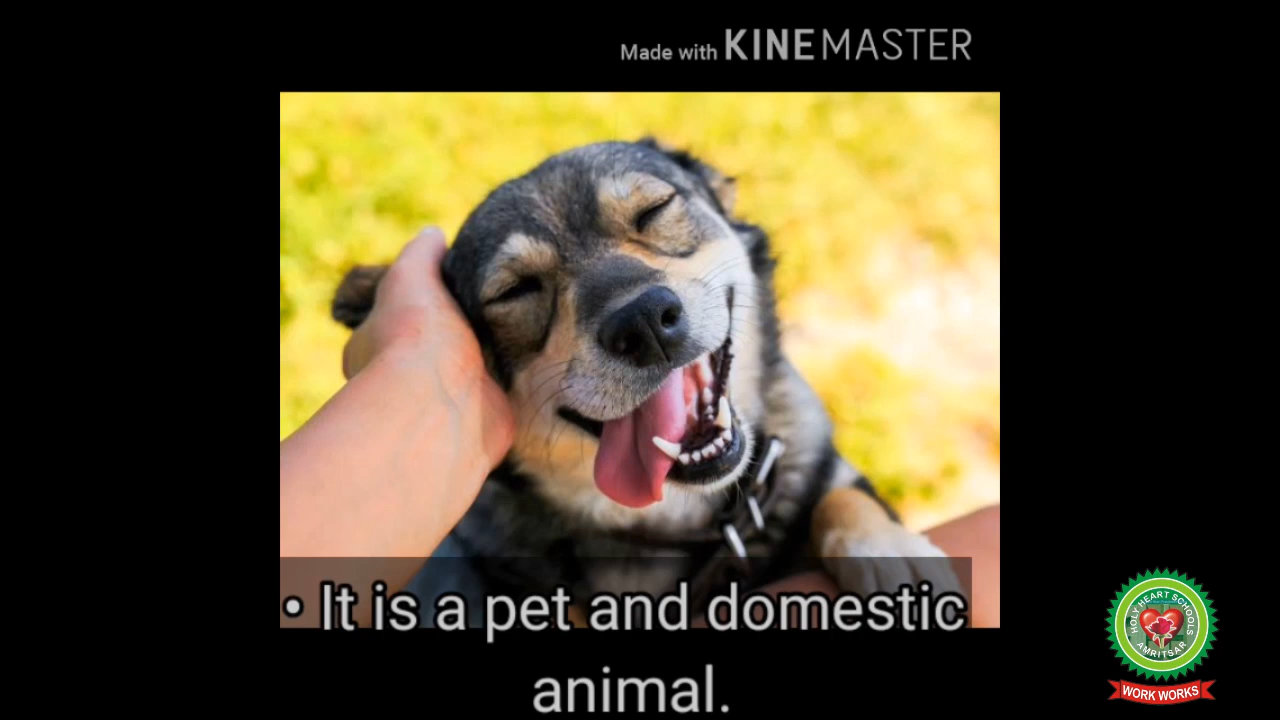 Made with KINEMASTER
• It is a pet and domestic
animal.
HOLY HEART SCHOOLS
AMRITSAR
WORK WORKS